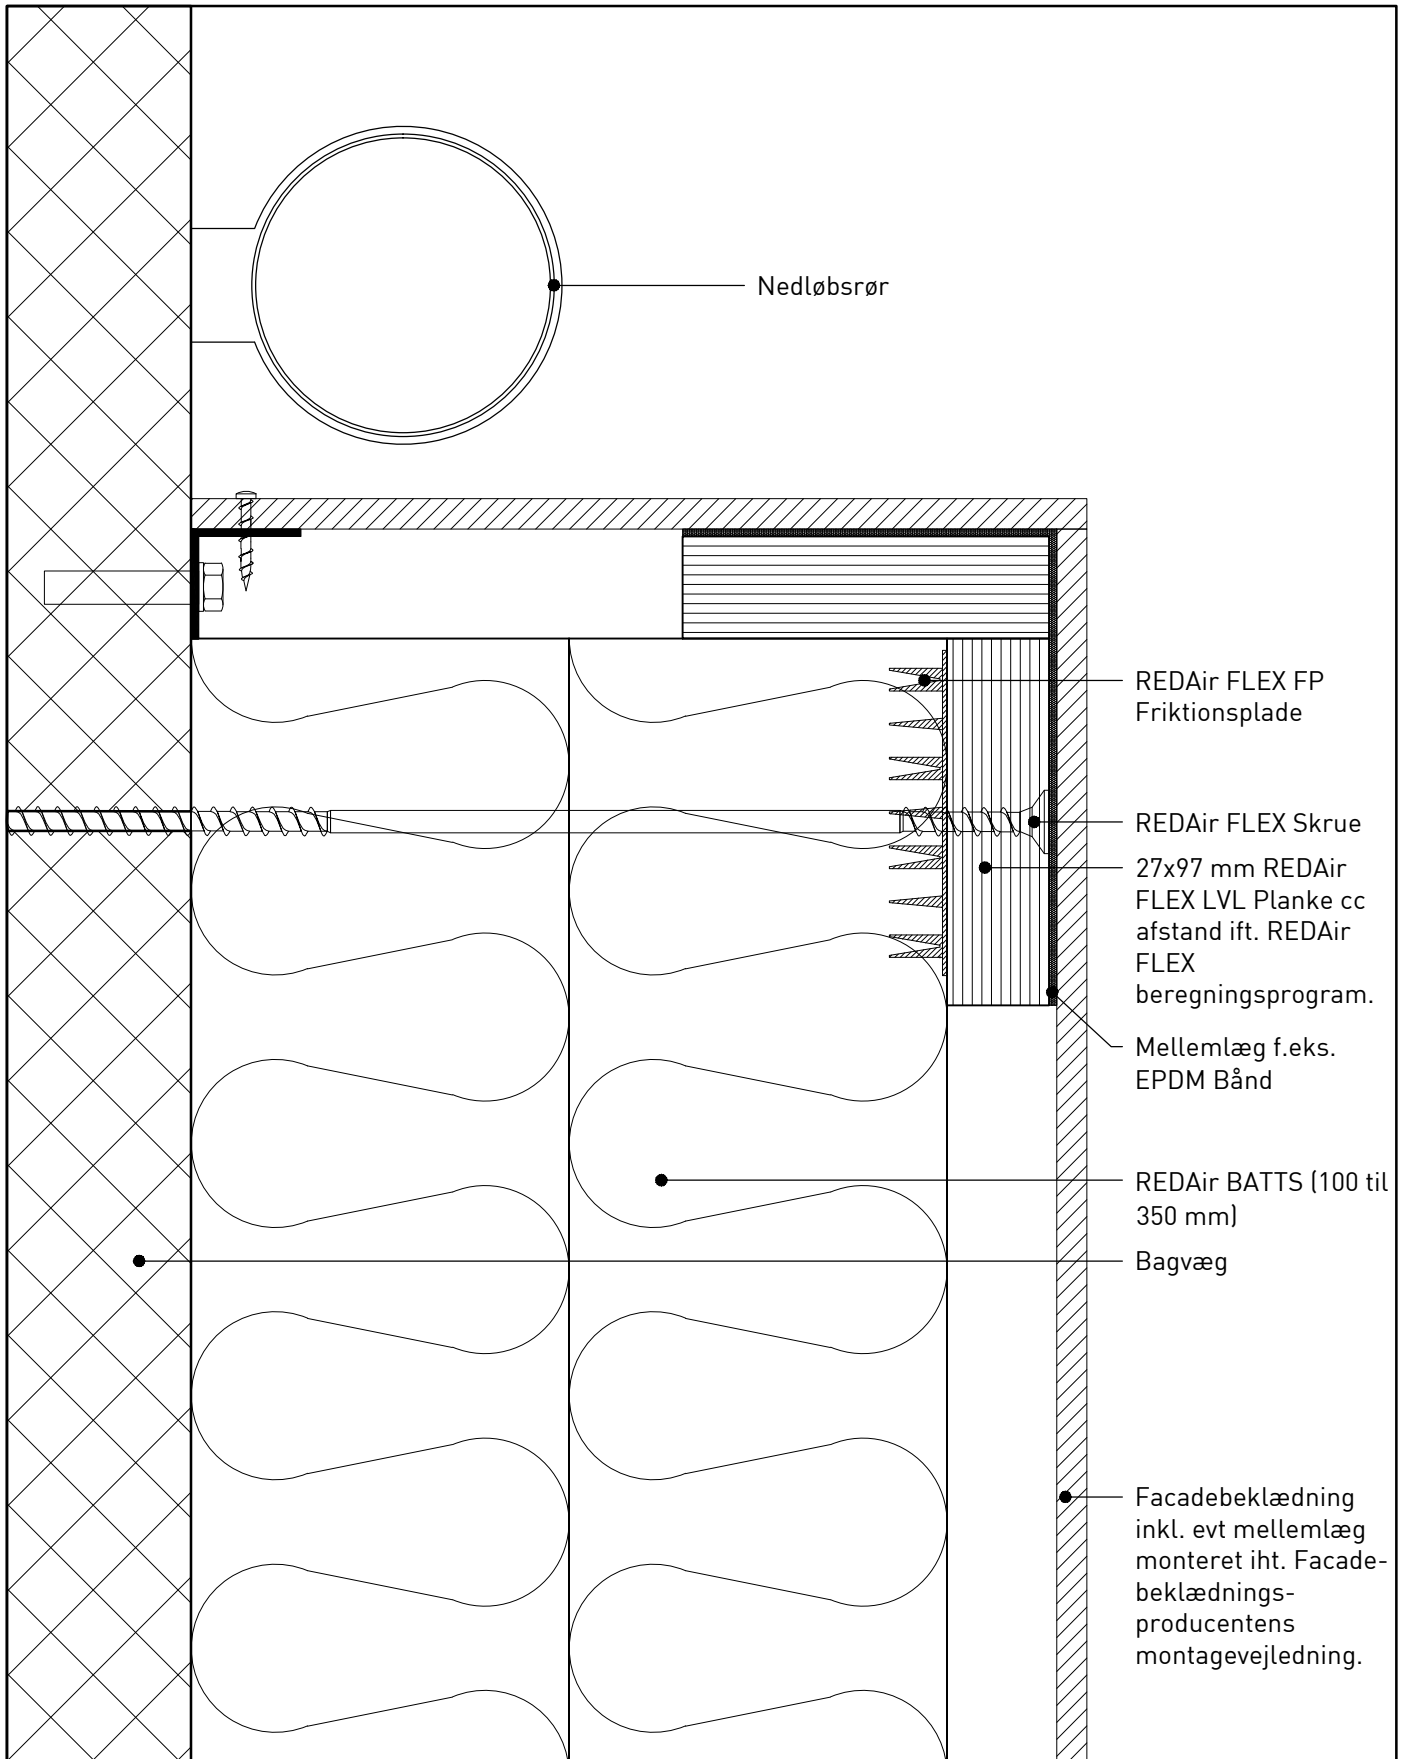 Nedløbsrør
REDAir FLEX FP
Friktionsplade
REDAir FLEX Skrue
27x97 mm REDAir
FLEX LVL Planke cc
afstand ift. REDAir
FLEX
beregningsprogram.
Mellemlæg f.eks.
EPDM Bånd
REDAir BATTS (100 til
350 mm)
Bagvæg
Facadebeklædning
inkl. evt mellemlæg
monteret iht. Facade-
beklædnings-
producentens
montagevejledning.